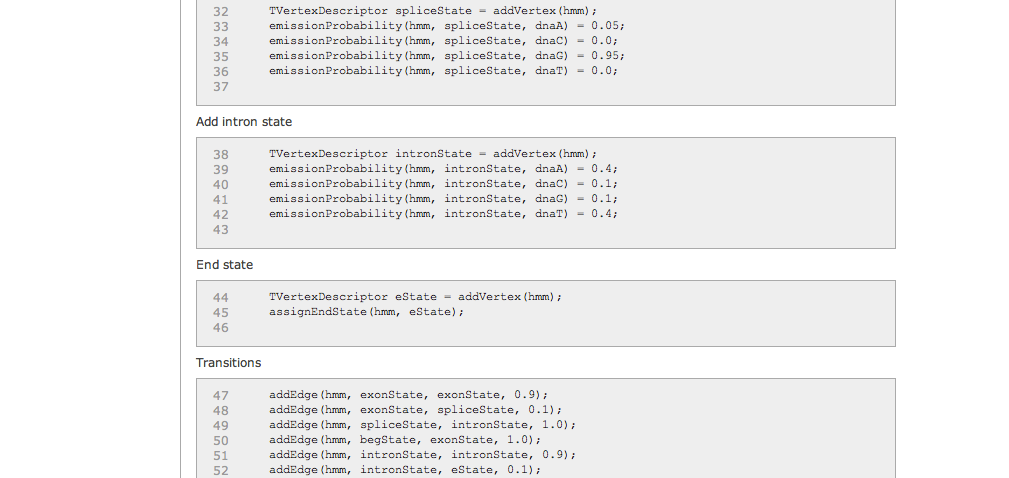 32 TVertexDescriptor spliceState = addVertex(hmm);
33 emissionProbability(hmm, spliceState, dnaA) = 0.05;
34 emissionProbability(hmm, spliceState, dnaC) = 0.0;
35 emissionProbability(hmm, spliceState, dnaG) = 0.95;
36 emissionProbability(hmm, spliceState, dnaT) = 0.0;
37
Add intron state
38 TVertexDescriptor intronState = addVertex(hmm);
39 emissionProbability(hmm, intronState, dnaA) = 0.4;
40 emissionProbability(hmm, intronState, dnaC) = 0.1;
41 emissionProbability(hmm, intronState, dnaG) = 0.1;
42 emissionProbability(hmm, intronState, dnaT) = 0.4;
43
End state
44 TVertexDescriptor eState = addVertex(hmm);
45 assignEndState(hmm, eState);
46
Transitions
47 addEdge(hmm, exonState, exonState, 0.9);
48 addEdge(hmm, exonState, spliceState, 0.1);
49 addEdge(hmm, spliceState, intronState, 1.0);
50 addEdge(hmm, begState, exonState, 1.0);
51 addEdge(hmm, intronState, intronState, 0.9);
52 addEdge(hmm, intronState, eState, 0.1);